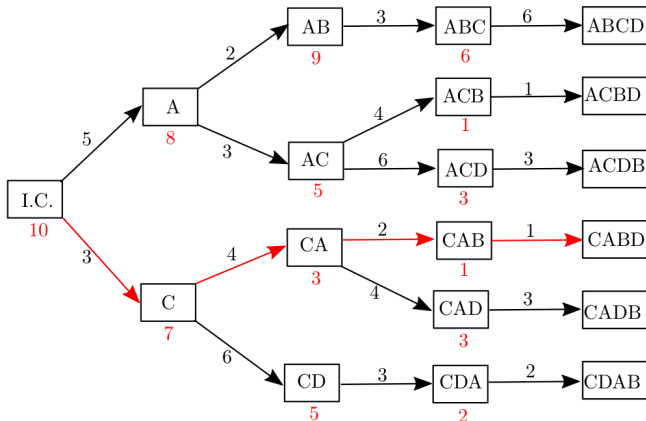 AB 3 ABC 6 ABCD
2 9 6
A ACB 1 ACBD
5 8 4 1
3 AC 6 ACD 3 ACDB
I.C. 5 3
10
3 CA 2 CAB 1 CABD
4 3 1
C 4 CAD 3 CADB
7 3
6 CD 3 CDA 2 CDAB
5 2